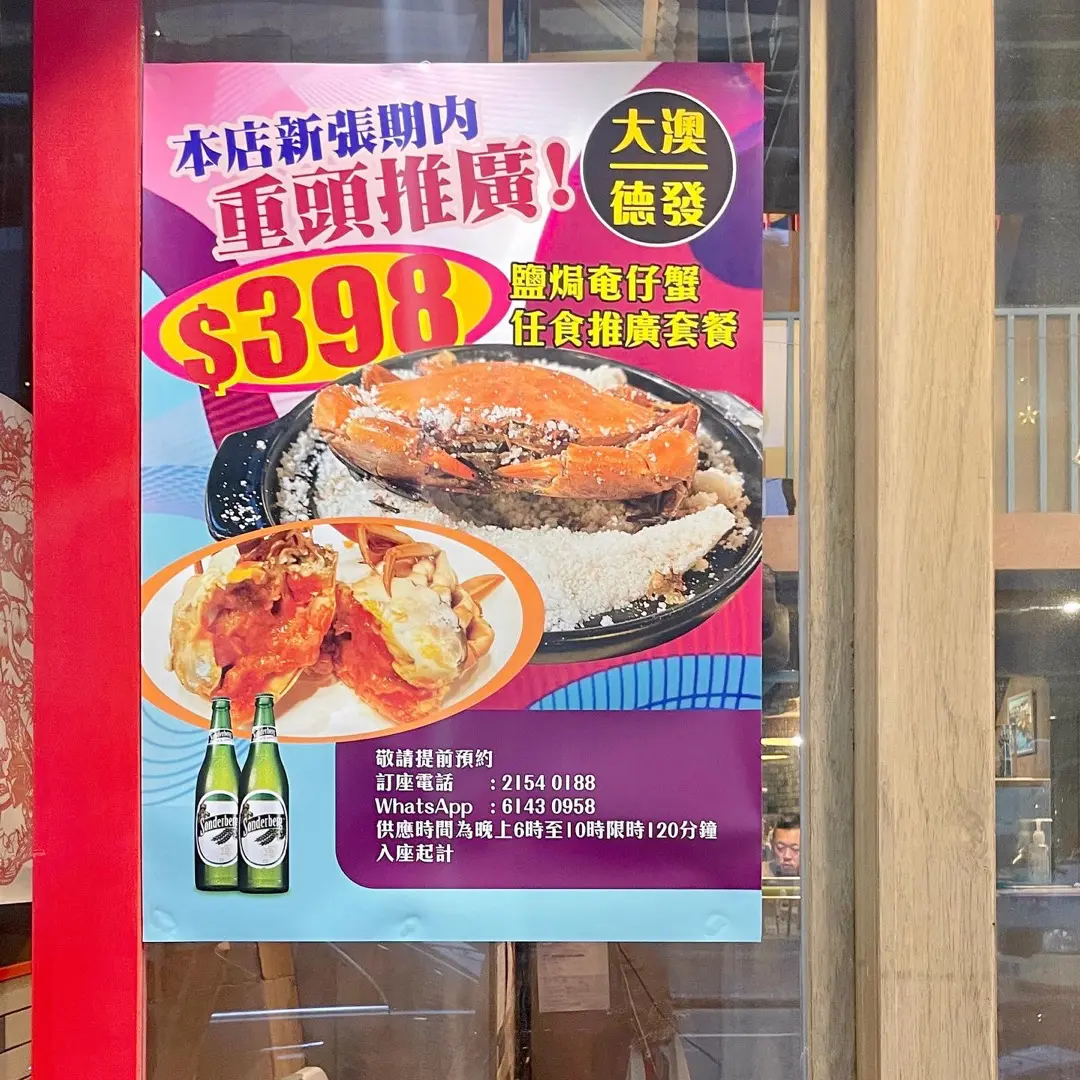 本店新張期內
重頭推廣!
大澳
德發
$398
鹽焗奄仔蟹
任食推廣套餐
Sønderberg
Sønderberg
敬請提前預約
訂座電話 : 2154 0188
WhatsApp : 6143 0958
供應時間為晚上6時至10時限時120分鐘
入座起計